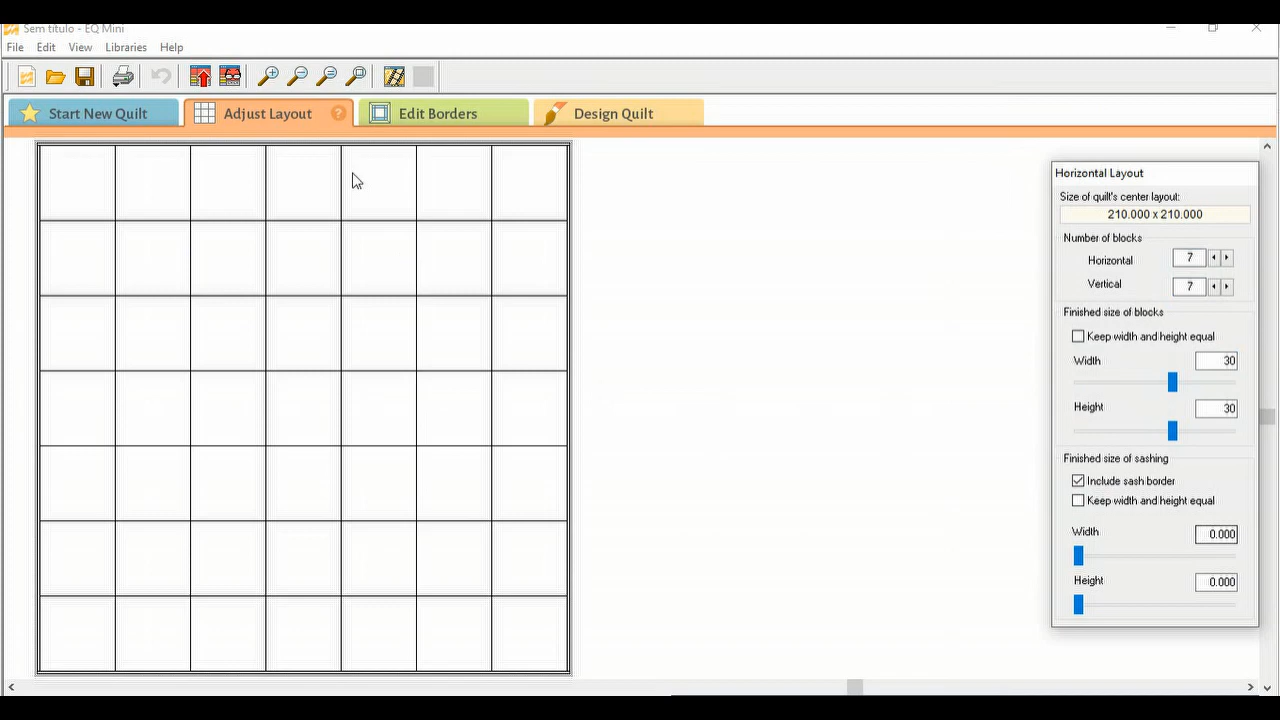 Sem título - EQ Mini
File Edit View Libraries Help
Start New Quilt Adjust Layout ? Edit Borders Design Quilt
Horizontal Layout
Size of quilt's center layout:
210.000 x 210.000
Number of blocks
Horizontal 7
Vertical 7
Finished size of blocks
Keep width and height equal
Width 30
Height 30
Finished size of sashing
Include sash border
Keep width and height equal
Width 0.000
Height 0.000